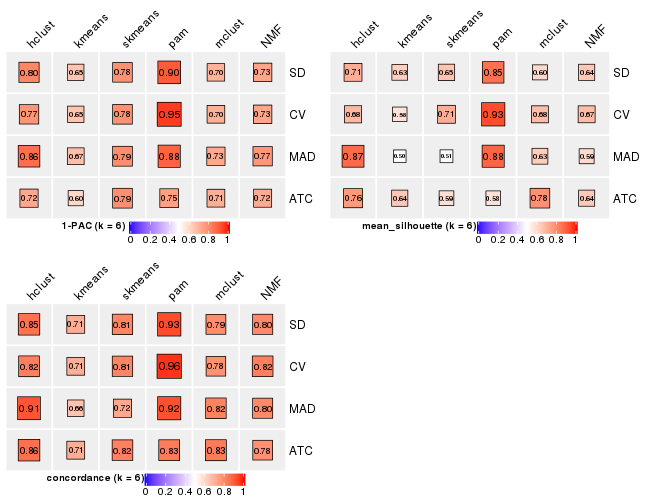 hclust kmeans skmeans pam mclust NMF
0.80 0.65 0.78 0.90 0.70 0.73 SD
0.77 0.65 0.78 0.95 0.70 0.73 CV
0.86 0.67 0.79 0.88 0.73 0.77 MAD
0.72 0.60 0.79 0.75 0.71 0.72 ATC
1-PAC (k = 6)
0 0.2 0.4 0.6 0.8 1
hclust kmeans skmeans pam mclust NMF
0.71 0.63 0.65 0.85 0.60 0.64 SD
0.68 0.56 0.71 0.93 0.68 0.67 CV
0.87 0.50 0.51 0.88 0.63 0.59 MAD
0.76 0.64 0.59 0.58 0.78 0.64 ATC
mean_silhouette (k = 6)
0 0.2 0.4 0.6 0.8 1
hclust kmeans skmeans pam mclust NMF
0.85 0.71 0.81 0.93 0.79 0.80 SD
0.82 0.71 0.81 0.96 0.78 0.82 CV
0.91 0.66 0.72 0.92 0.82 0.80 MAD
0.86 0.71 0.82 0.83 0.83 0.78 ATC
concordance (k = 6)
0 0.2 0.4 0.6 0.8 1